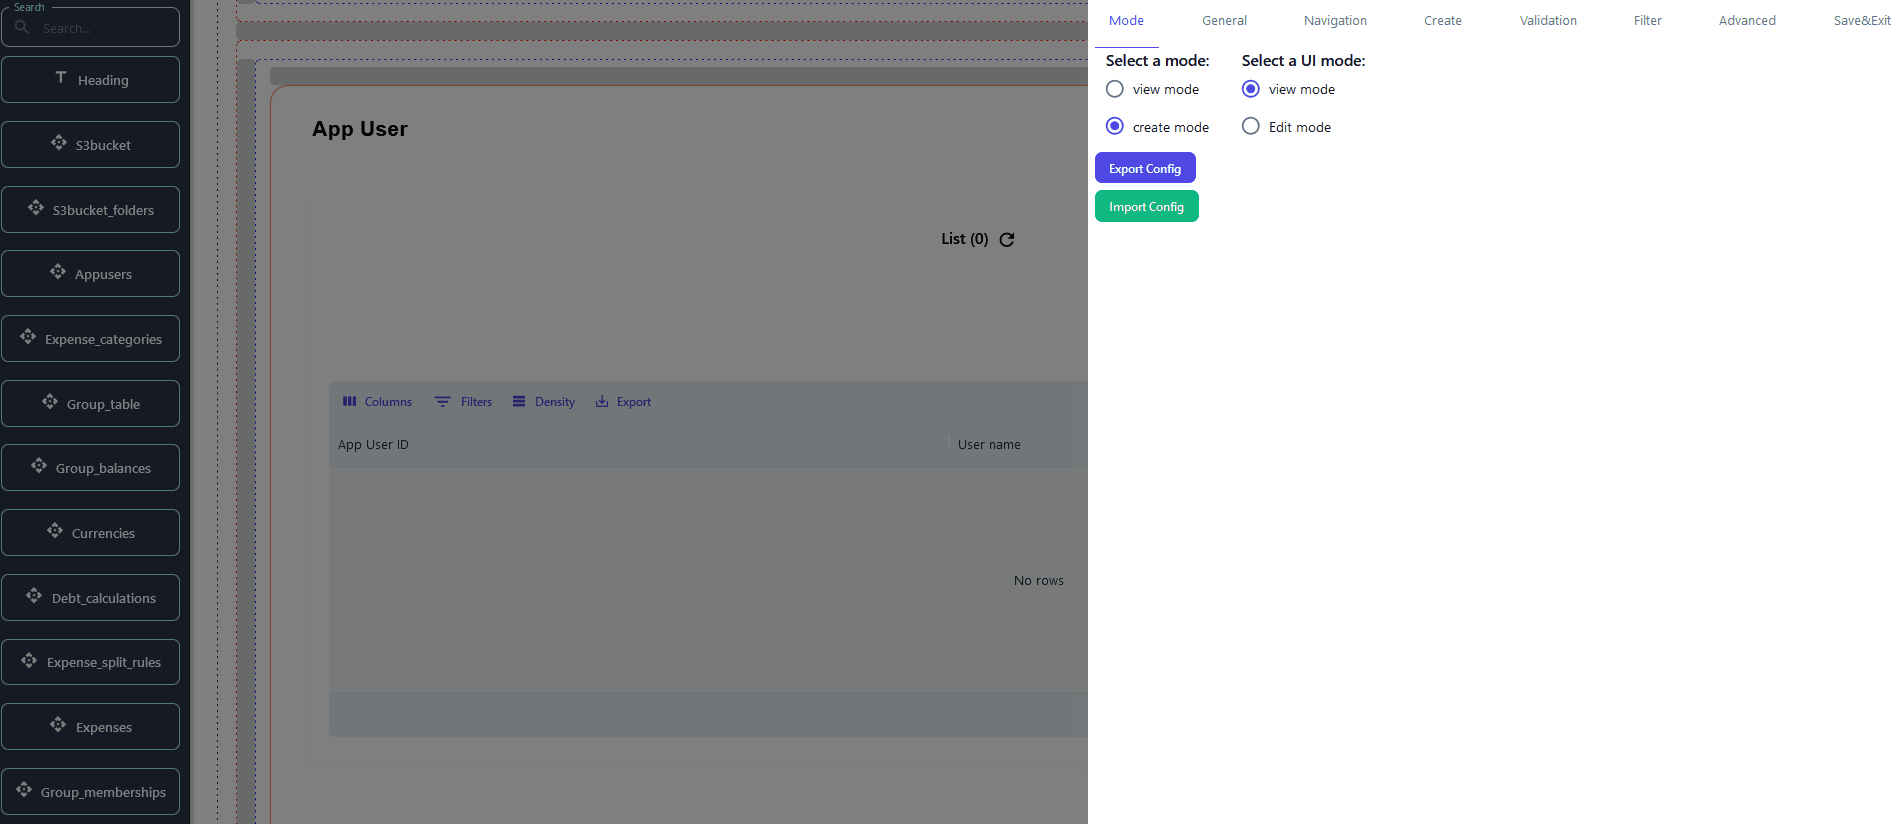 Search
Search...
Heading
S3bucket
S3bucket_folders
Appusers
Expense_categories
Group_table
Group_balances
Currencies
Debt_calculations
Expense_split_rules
Expenses
Group_memberships
App User
List (0)
Columns Filters Density Export
App User ID User name
No rows
Mode General Navigation Create Validation Filter Advanced Save&Exit
Select a mode: Select a UI mode:
view mode view mode
create mode Edit mode
Export Config
Import Config